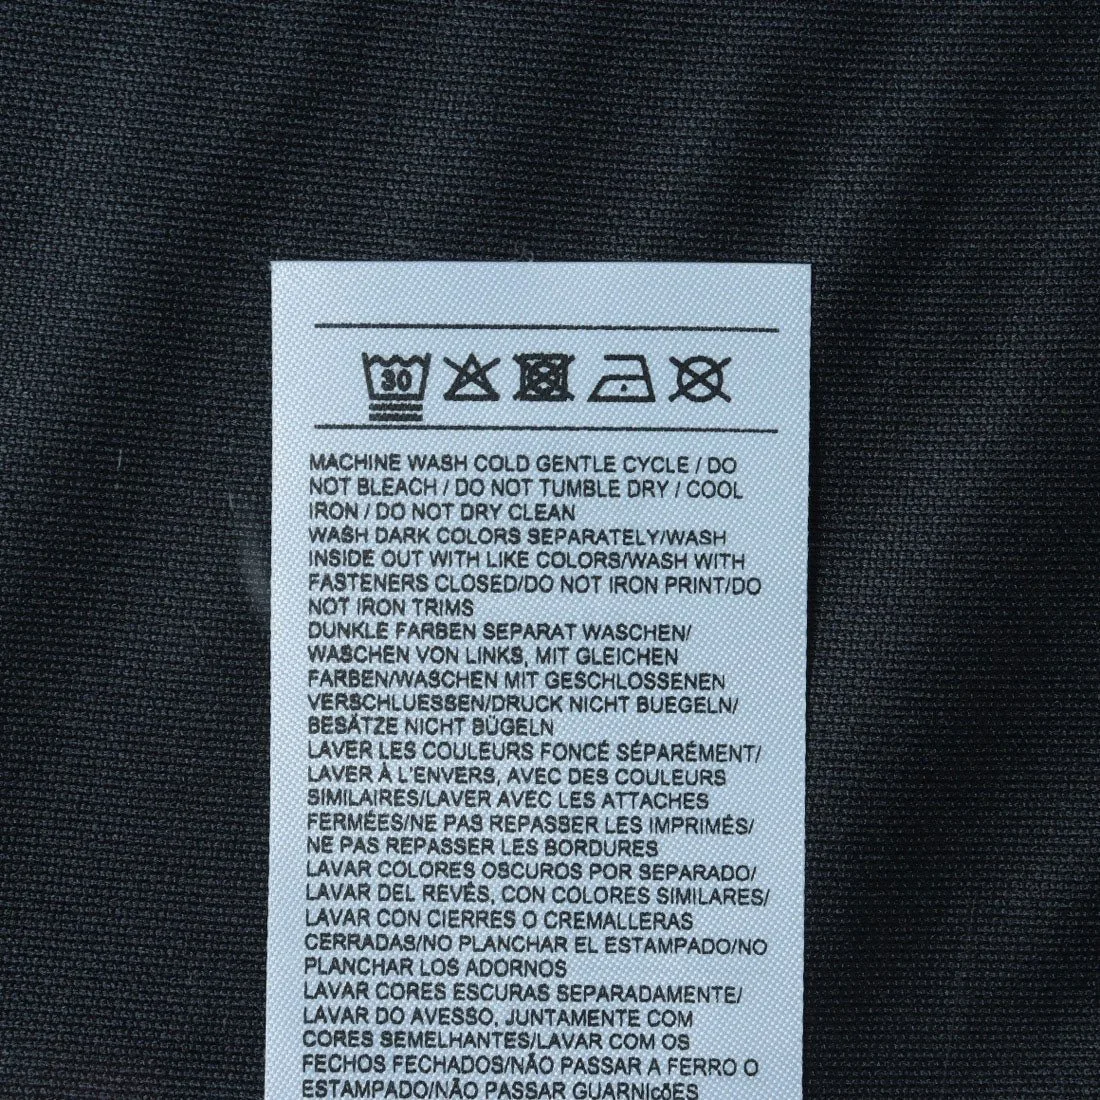 30
MACHINE WASH COLD GENTLE CYCLE / DO
NOT BLEACH / DO NOT TUMBLE DRY / COOL
IRON / DO NOT DRY CLEAN
WASH DARK COLORS SEPARATELY/WASH
INSIDE OUT WITH LIKE COLORS/WASH WITH
FASTENERS CLOSED/DO NOT IRON PRINT/DO
NOT IRON TRIMS
DUNKLE FARBEN SEPARAT WASCHEN/
WASCHEN VON LINKS, MIT GLEICHEN
FARBEN/WASCHEN MIT GESCHLOSSENEN
VERSCHLUESSEN/DRUCK NICHT BUEGELN/
BESÄTZE NICHT BÜGELN
LAVER LES COULEURS FONCÉ SÉPARÉMENT/
LAVER À L'ENVERS, AVEC DES COULEURS
SIMILAIRES/LAVER AVEC LES ATTACHES
FERMÉES/NE PAS REPASSER LES IMPRIMÉS/
NE PAS REPASSER LES BORDURES
LAVAR COLORES OSCUROS POR SEPARADO/
LAVAR DEL REVÉS, CON COLORES SIMILARES/
LAVAR CON CIERRES O CREMALLERAS
CERRADAS/NO PLANCHAR EL ESTAMPADO/NO
PLANCHAR LOS ADORNOS
LAVAR CORES ESCURAS SEPARADAMENTE/
LAVAR DO AVESSO, JUNTAMENTE COM
CORES SEMELHANTES/LAVAR COM OS
FECHOS FECHADOS/NÃO PASSAR A FERRO O
ESTAMPADO/NÃO PASSAR GUARNIçõES